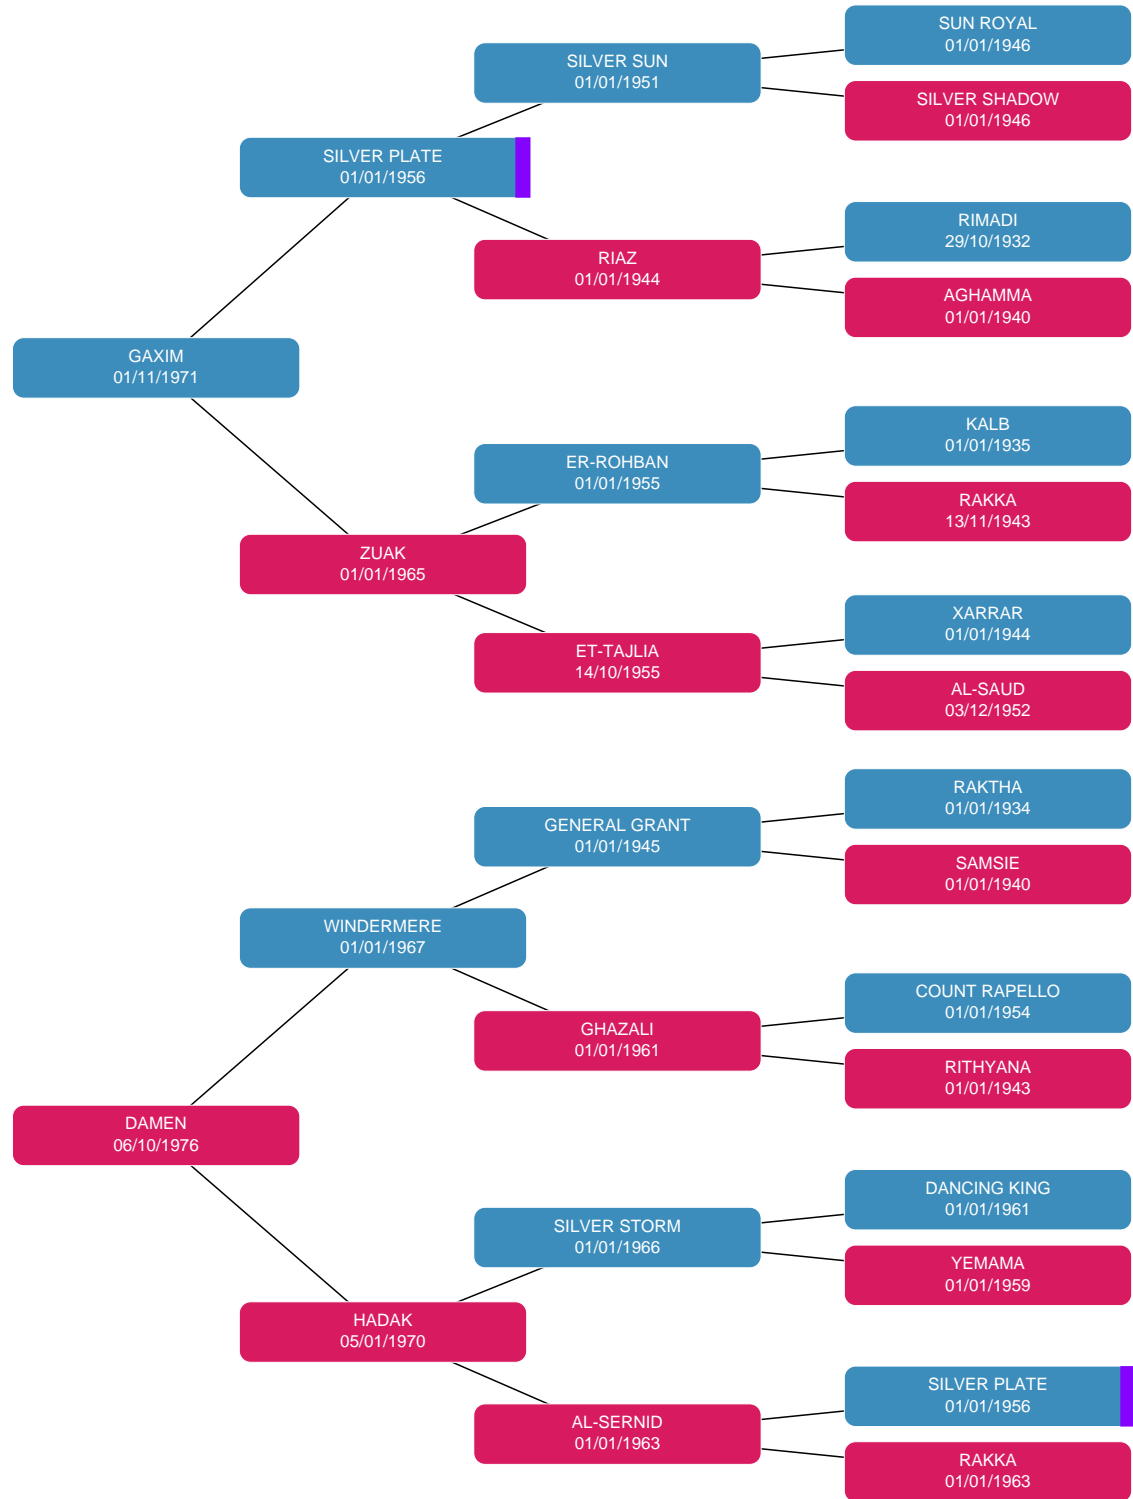 SUN ROYAL
01/01/1946
SILVER SUN
01/01/1951
SILVER SHADOW
01/01/1946
SILVER PLATE
01/01/1956
RIMADI
29/10/1932
RIAZ
01/01/1944
AGHAMMA
01/01/1940
GAXIM
01/11/1971
KALB
01/01/1935
ER-ROHBAN
01/01/1955
RAKKA
13/11/1943
ZUAK
01/01/1965
XARRAR
01/01/1944
ET-TAJLIA
14/10/1955
AL-SAUD
03/12/1952
RAKTHA
01/01/1934
GENERAL GRANT
01/01/1945
SAMSIE
01/01/1940
WINDERMERE
01/01/1967
COUNT RAPELLO
01/01/1954
GHAZALI
01/01/1961
RITHYANA
01/01/1943
DAMEN
06/10/1976
DANCING KING
01/01/1961
SILVER STORM
01/01/1966
YEMAMA
01/01/1959
HADAK
05/01/1970
SILVER PLATE
01/01/1956
AL-SERNID
01/01/1963
RAKKA
01/01/1963